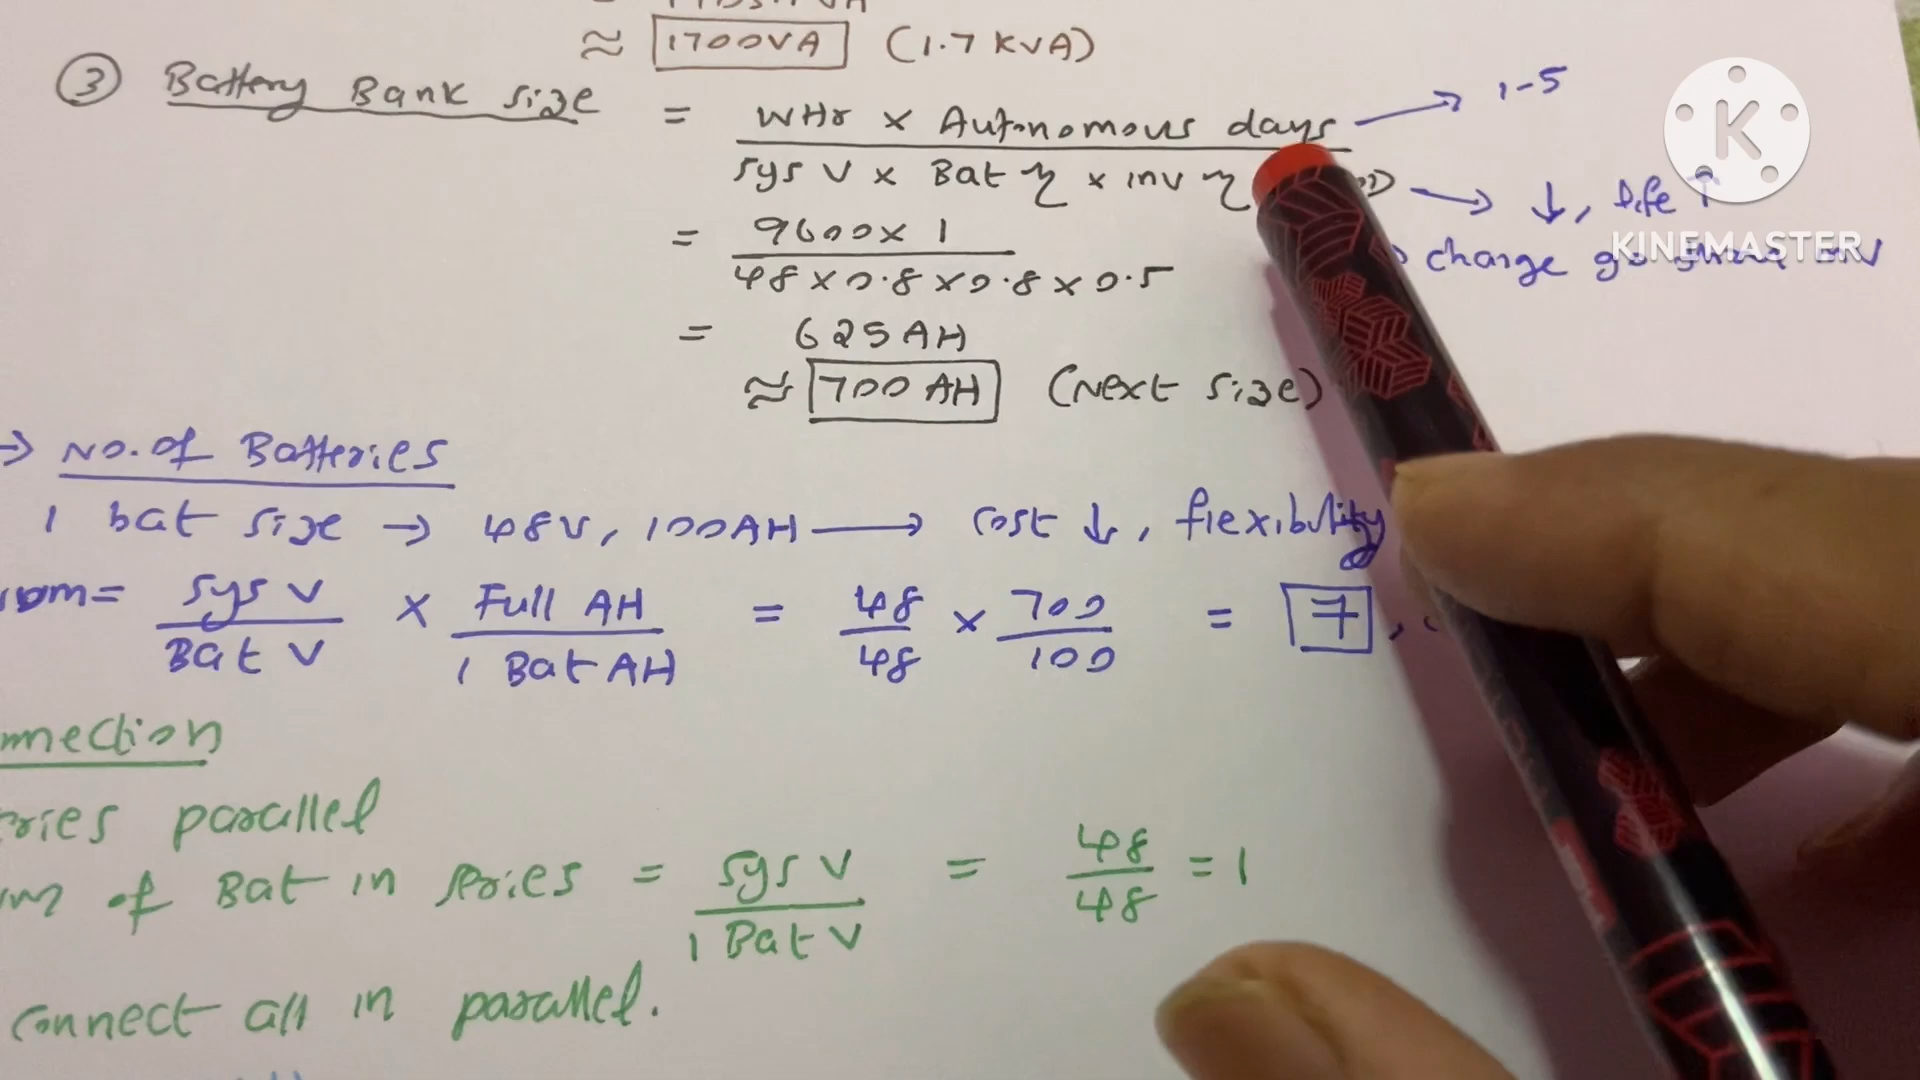 ≈ 1700VA (1.7 KVA)
③ Battery Bank size = WHr × Autonomous days → 1-5
Sys V × Bat η × inv η → ↓, life ↑
= 9600 × 1
48 × 0.8 × 0.8 × 0.5
change
= 625 AH
≈ 700 AH (Next size)
→ No. of Batteries
1 bat size → 48V, 100AH → cost ↓, flexibility
= Sys V / Bat V × Full AH / 1 Bat AH = 48/48 × 700/100 = 7,
parallel
of Bat in series = Sys V / 1 Bat V = 48/48 = 1
connect all in parallel.
K
KINEMASTER